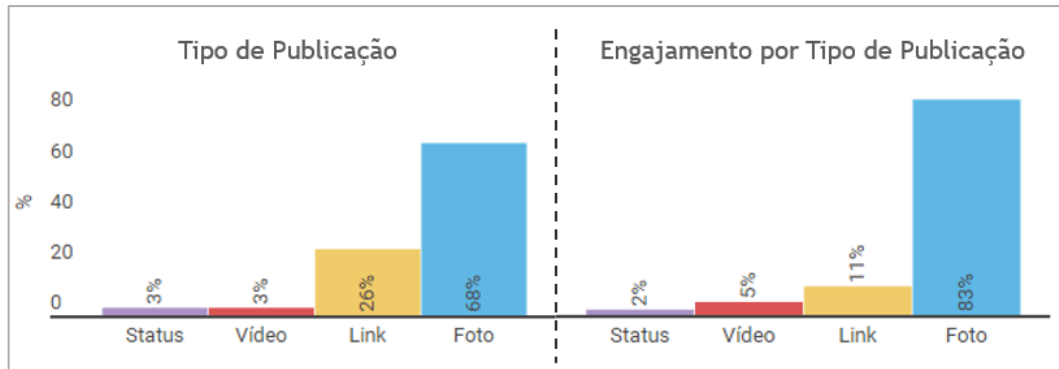 Tipo de Publicação
Engajamento por Tipo de Publicação
80
60
40
20
0
%
3%
3%
26%
68%
Status
Vídeo
Link
Foto
2%
5%
11%
83%
Status
Vídeo
Link
Foto